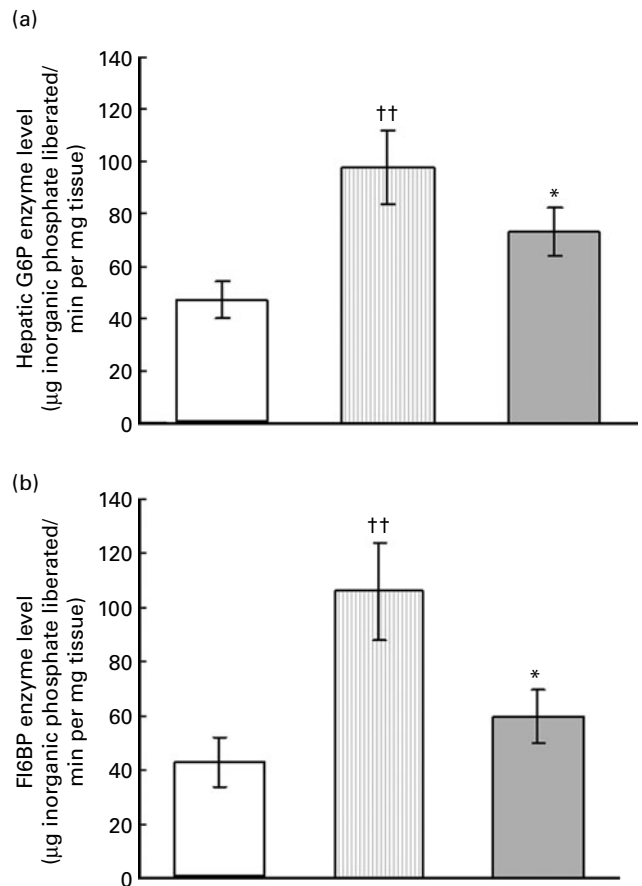 (a)
Hepatic G6P enzyme level
(µg inorganic phosphate liberated/
min per mg tissue)
140
120
100
80
60
40
20
0
††
*
(b)
FI6BP enzyme level
(µg inorganic phosphate liberated/
min per mg tissue)
140
120
100
80
60
40
20
0
††
*